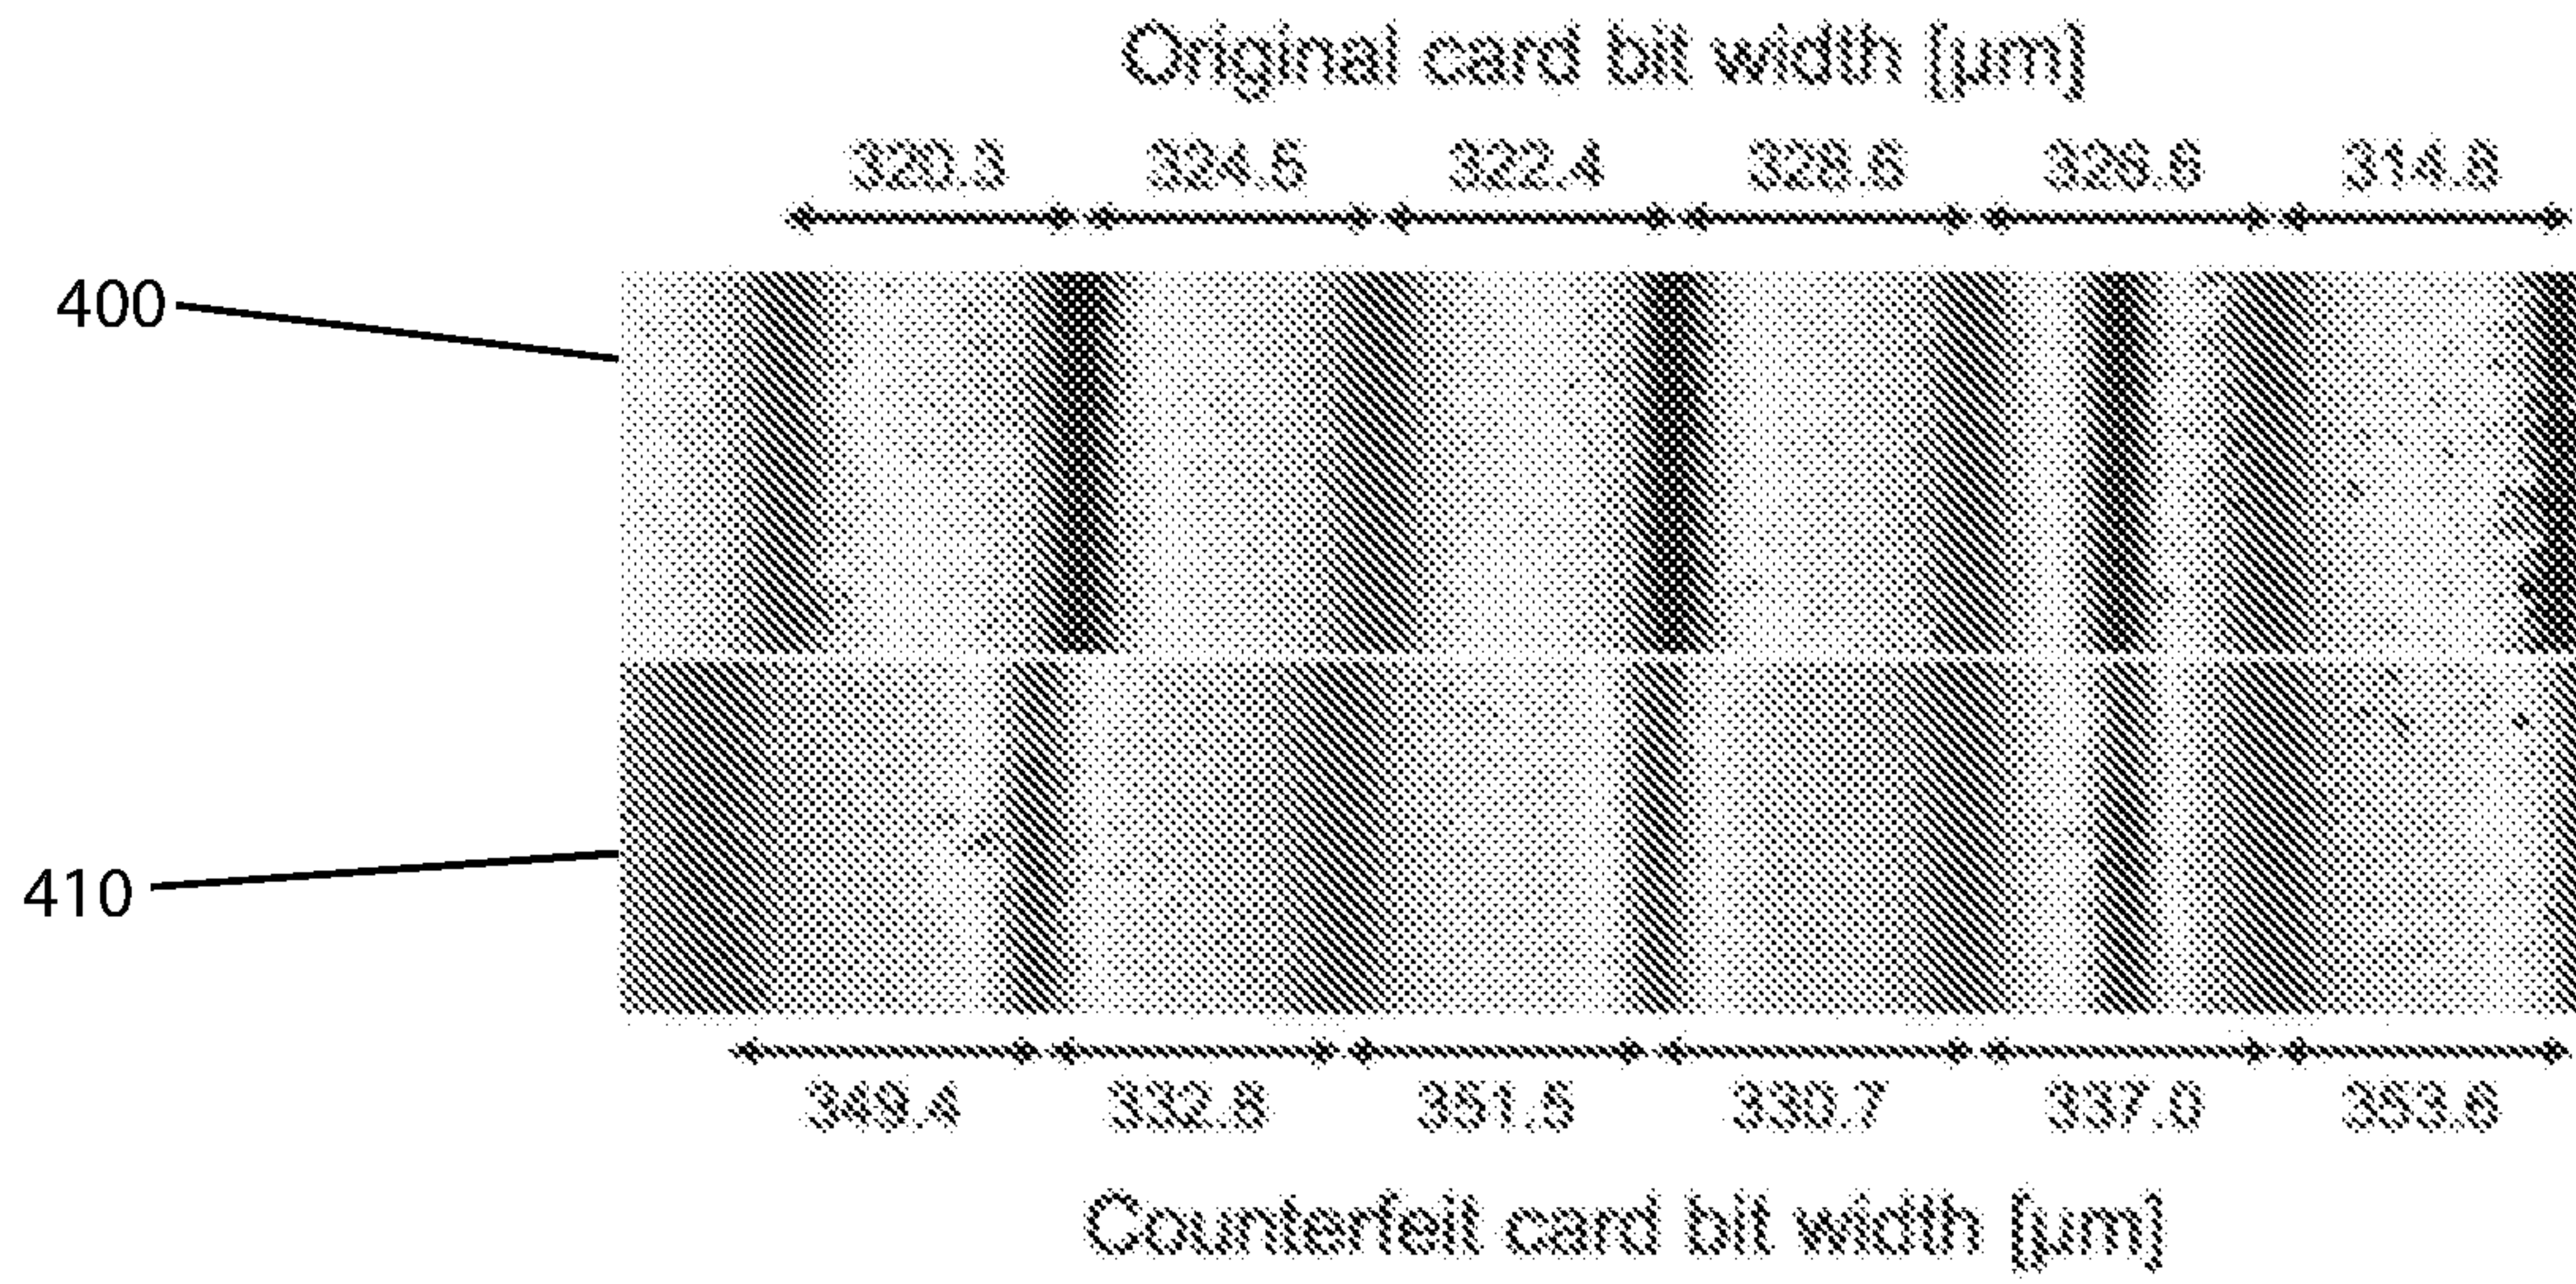 Original card bit width [µm]
320.3 324.5 322.4 328.6 326.6 314.8
400
410
349.4 332.8 351.5 330.7 337.0 353.6
Counterfeit card bit width [µm]